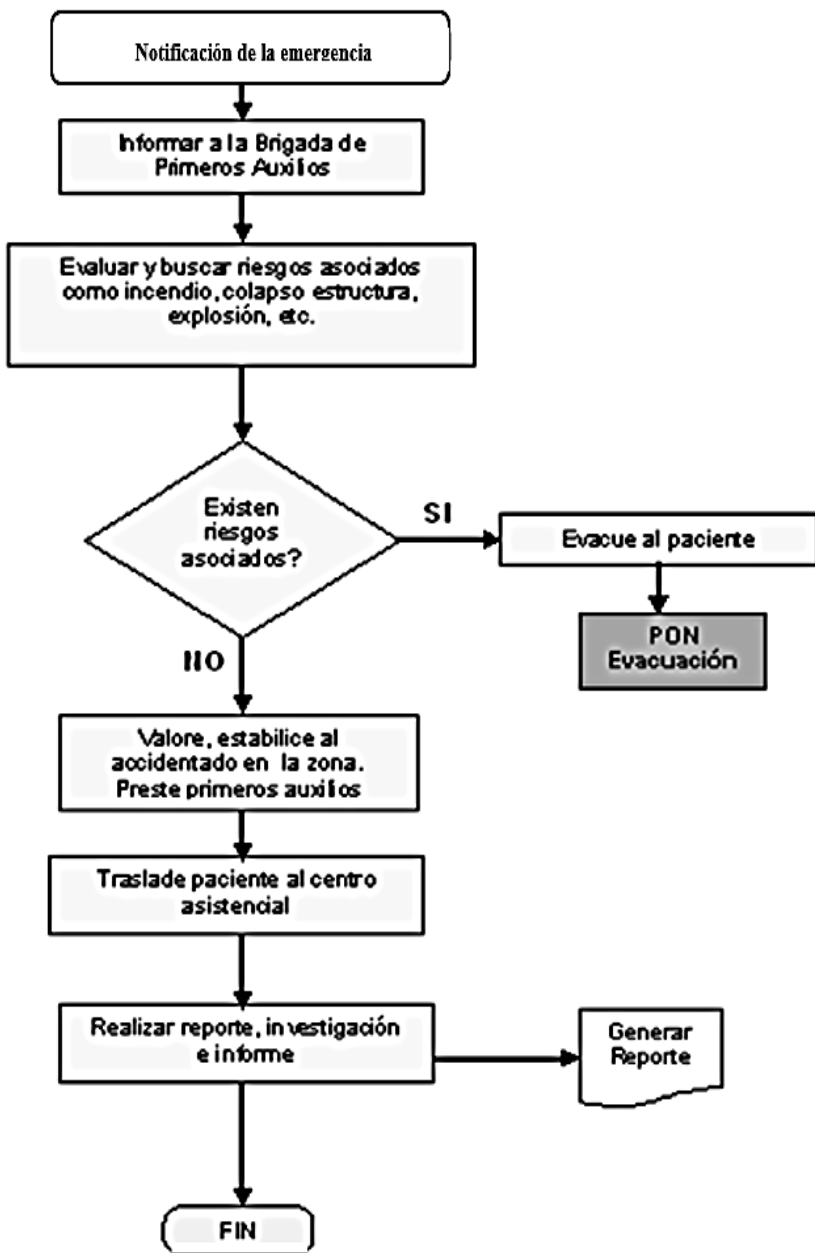 Notificación de la emergencia
Informar a la Brigada de
Primeros Auxilios
Evaluar y buscar riesgos asociados
como incendio, colapso estructura,
explosión, etc.
Existen
riesgos
asociados?
SI
Evacue al paciente
PON
Evacuación
NO
Valore, estabilice al
accidentado en la zona.
Preste primeros auxilios
Traslade paciente al centro
asistencial
Realizar reporte, investigación
e informe
Generar
Reporte
FIN